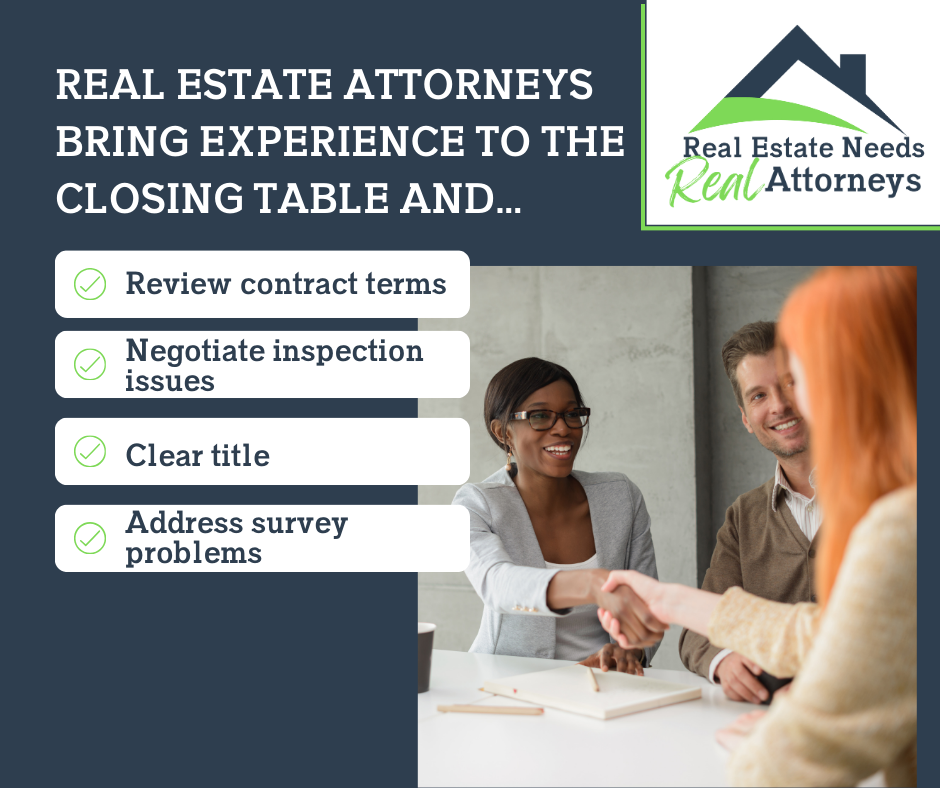 REAL ESTATE ATTORNEYS
BRING EXPERIENCE TO THE
CLOSING TABLE AND...
Real Estate Needs
Real Attorneys
Review contract terms
Negotiate inspection
issues
Clear title
Address survey
problems